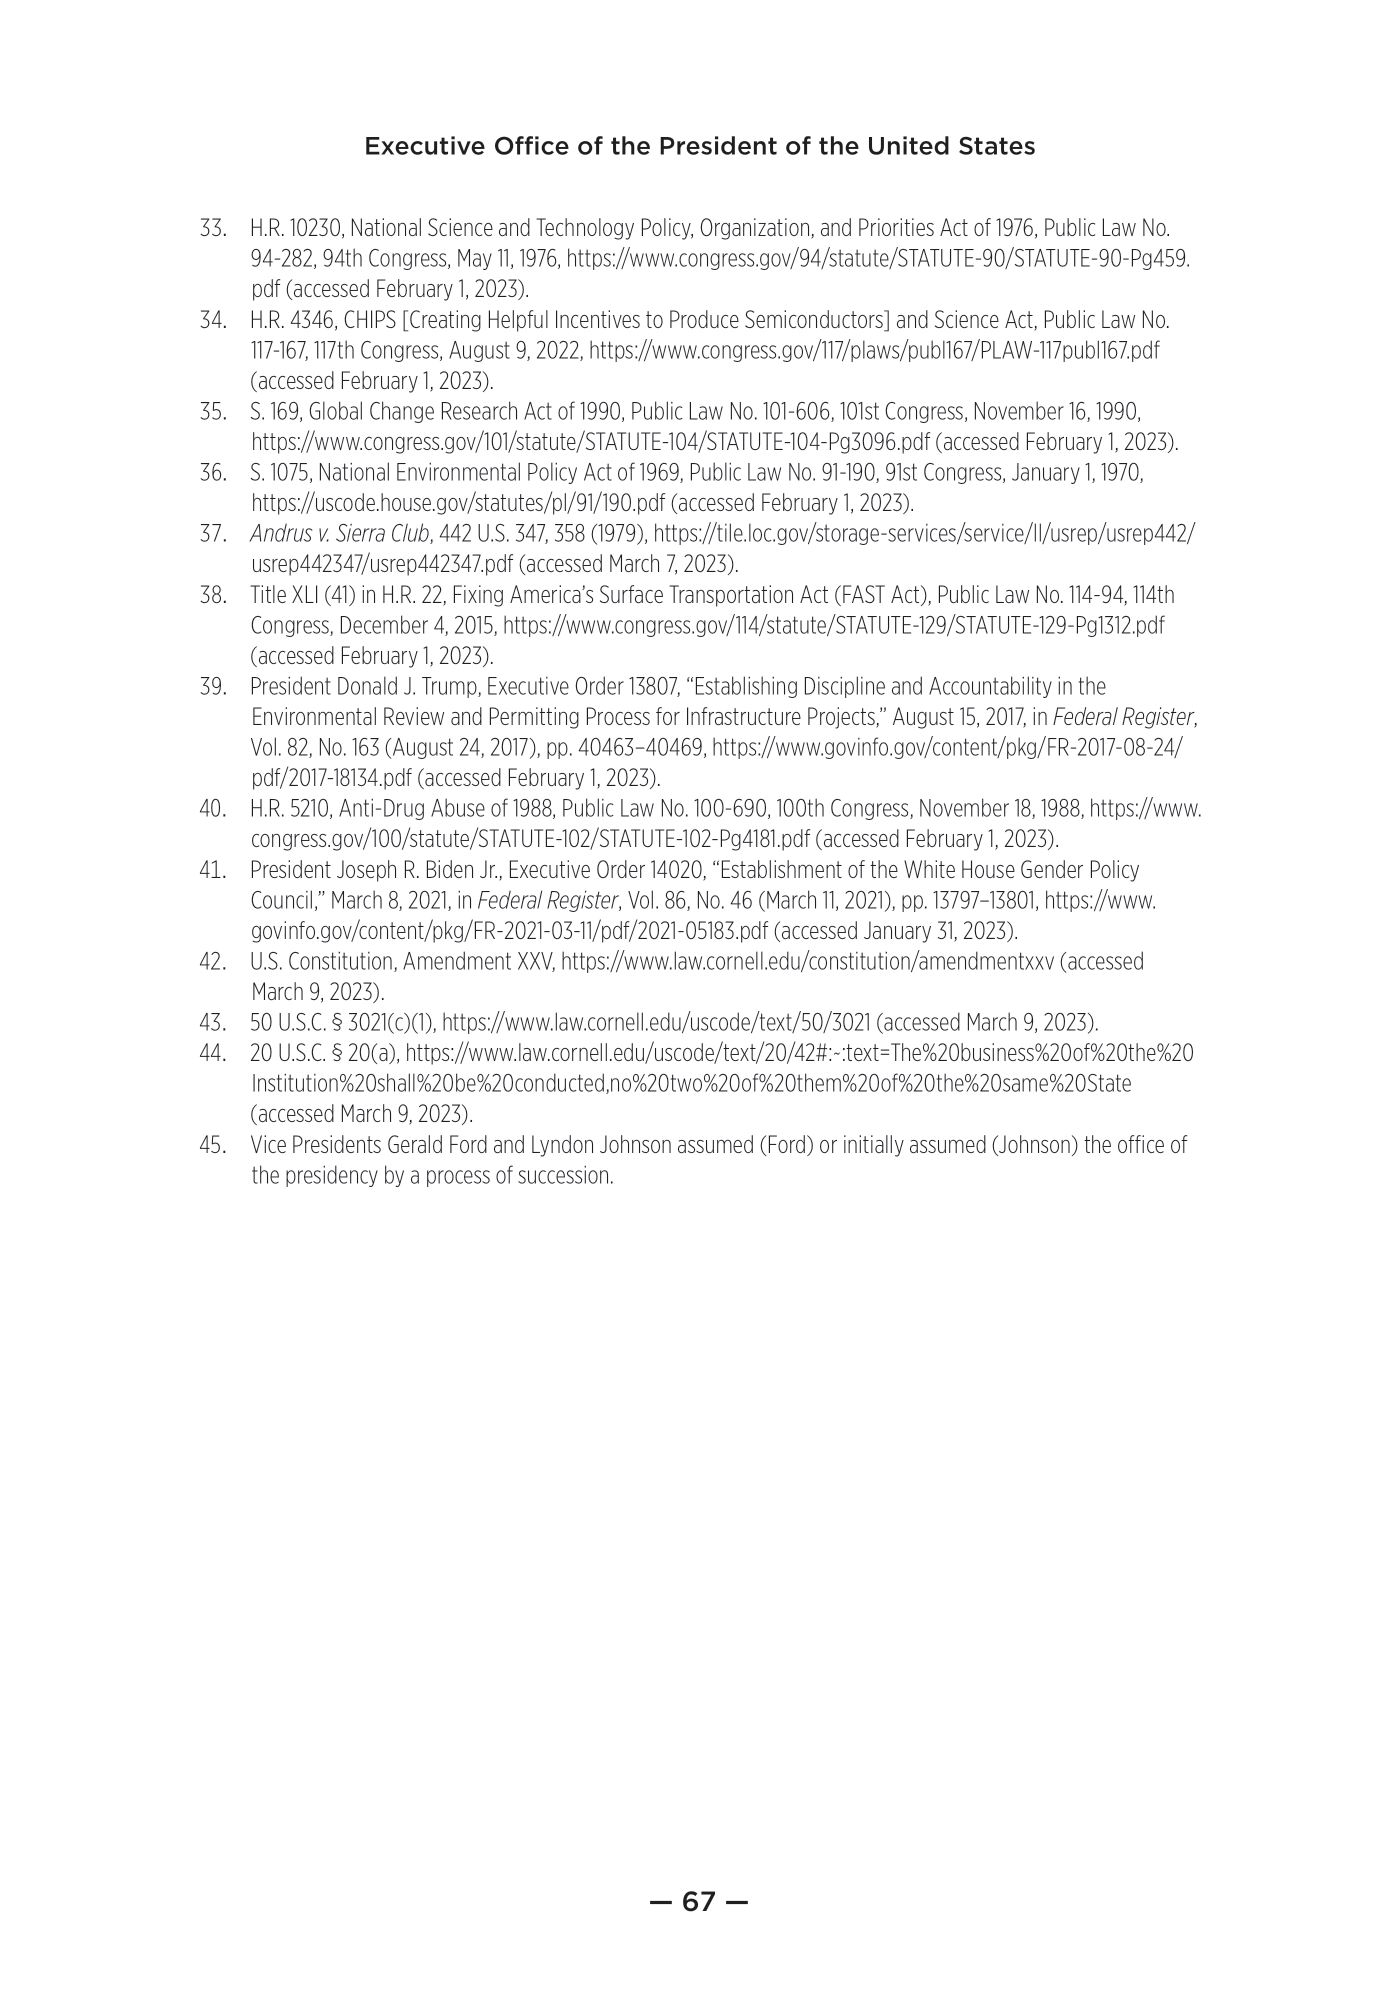 Executive Office of the President of the United States
33. H.R. 10230, National Science and Technology Policy, Organization, and Priorities Act of 1976, Public Law No.
94-282, 94th Congress, May 11, 1976, https://www.congress.gov/94/statute/STATUTE-90/STATUTE-90-Pg459.
pdf (accessed February 1, 2023).
34. H.R. 4346, CHIPS [Creating Helpful Incentives to Produce Semiconductors] and Science Act, Public Law No.
117-167, 117th Congress, August 9, 2022, https://www.congress.gov/117/plaws/publ167/PLAW-117publ167.pdf
(accessed February 1, 2023).
35. S. 169, Global Change Research Act of 1990, Public Law No. 101-606, 101st Congress, November 16, 1990,
https://www.congress.gov/101/statute/STATUTE-104/STATUTE-104-Pg3096.pdf (accessed February 1, 2023).
36. S. 1075, National Environmental Policy Act of 1969, Public Law No. 91-190, 91st Congress, January 1, 1970,
https://uscode.house.gov/statutes/pl/91/190.pdf (accessed February 1, 2023).
37. Andrus v. Sierra Club, 442 U.S. 347, 358 (1979), https://tile.loc.gov/storage-services/service/ll/usrep/usrep442/
usrep442347/usrep442347.pdf (accessed March 7, 2023).
38. Title XLI (41) in H.R. 22, Fixing America’s Surface Transportation Act (FAST Act), Public Law No. 114-94, 114th
Congress, December 4, 2015, https://www.congress.gov/114/statute/STATUTE-129/STATUTE-129-Pg1312.pdf
(accessed February 1, 2023).
39. President Donald J. Trump, Executive Order 13807, “Establishing Discipline and Accountability in the
Environmental Review and Permitting Process for Infrastructure Projects,” August 15, 2017, in Federal Register,
Vol. 82, No. 163 (August 24, 2017), pp. 40463–40469, https://www.govinfo.gov/content/pkg/FR-2017-08-24/
pdf/2017-18134.pdf (accessed February 1, 2023).
40. H.R. 5210, Anti-Drug Abuse of 1988, Public Law No. 100-690, 100th Congress, November 18, 1988, https://www.
congress.gov/100/statute/STATUTE-102/STATUTE-102-Pg4181.pdf (accessed February 1, 2023).
41. President Joseph R. Biden Jr., Executive Order 14020, “Establishment of the White House Gender Policy
Council,” March 8, 2021, in Federal Register, Vol. 86, No. 46 (March 11, 2021), pp. 13797–13801, https://www.
govinfo.gov/content/pkg/FR-2021-03-11/pdf/2021-05183.pdf (accessed January 31, 2023).
42. U.S. Constitution, Amendment XXV, https://www.law.cornell.edu/constitution/amendmentxxv (accessed
March 9, 2023).
43. 50 U.S.C. § 3021(c)(1), https://www.law.cornell.edu/uscode/text/50/3021 (accessed March 9, 2023).
44. 20 U.S.C. § 20(a), https://www.law.cornell.edu/uscode/text/20/42#:~:text=The%20business%20of%20the%20
Institution%20shall%20be%20conducted,no%20two%20of%20them%20of%20the%20same%20State
(accessed March 9, 2023).
45. Vice Presidents Gerald Ford and Lyndon Johnson assumed (Ford) or initially assumed (Johnson) the office of
the presidency by a process of succession.
— 67 —